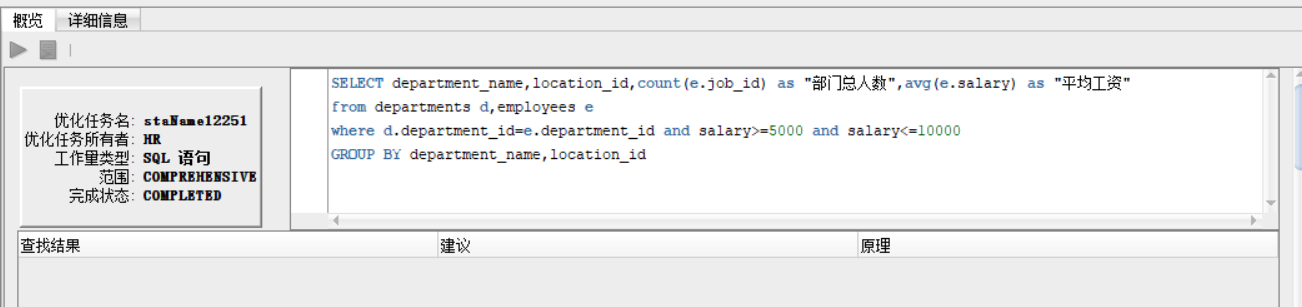 概览 详细信息
优化任务名: staName12251
优化任务所有者: HR
工作量类型: SQL 语句
范围: COMPREHENSIVE
完成状态: COMPLETED
SELECT department_name,location_id,count(e.job_id) as "部门总人数",avg(e.salary) as "平均工资"
from departments d,employees e
where d.department_id=e.department_id and salary>=5000 and salary<=10000
GROUP BY department_name,location_id
查找结果 建议 原理